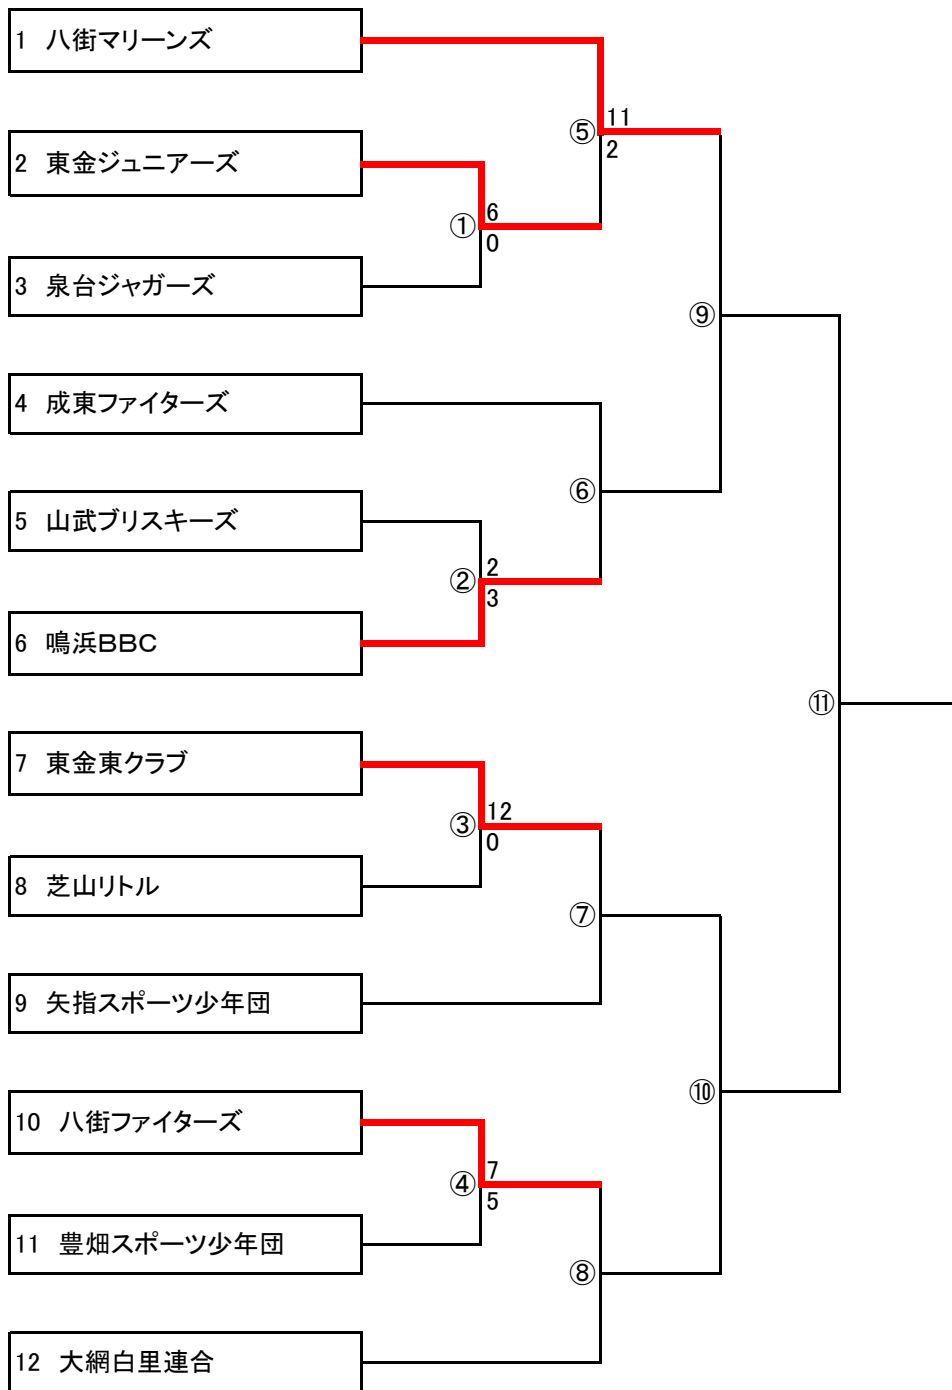 1 八街マリーンズ
11
⑤
2
2 東金ジュニアーズ
6
①
0
3 泉台ジャガーズ
⑨
4 成東ファイターズ
⑥
5 山武ブリスキーズ
2
②
3
6 鳴浜BBC
⑪
7 東金東クラブ
12
③
0
8 芝山リトル
⑦
9 矢指スポーツ少年団
⑩
10 八街ファイターズ
7
④
5
11 豊畑スポーツ少年団
⑧
12 大網白里連合